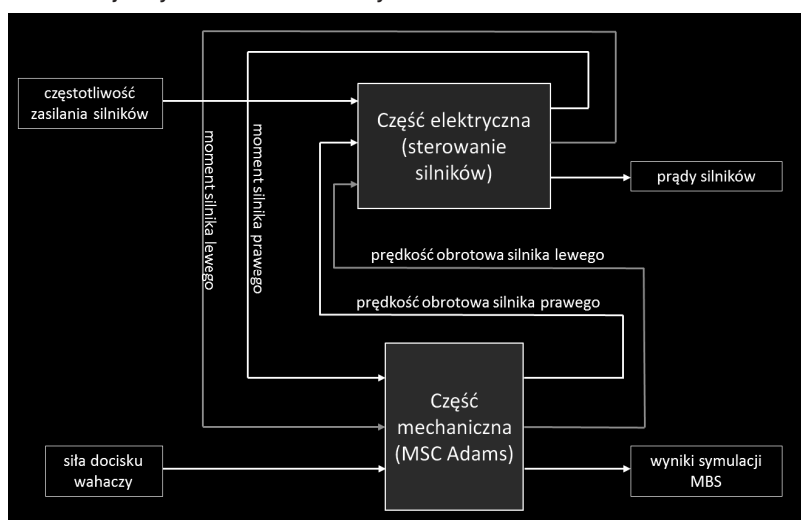 częstotliwość
zasilania silników
Część elektryczna
(sterowanie
silników)
prądy silników
moment silnika lewego
moment silnika prawego
prędkość obrotowa silnika lewego
prędkość obrotowa silnika prawego
Część
mechaniczna
(MSC Adams)
siła docisku
wahaczy
wyniki symulacji
MBS